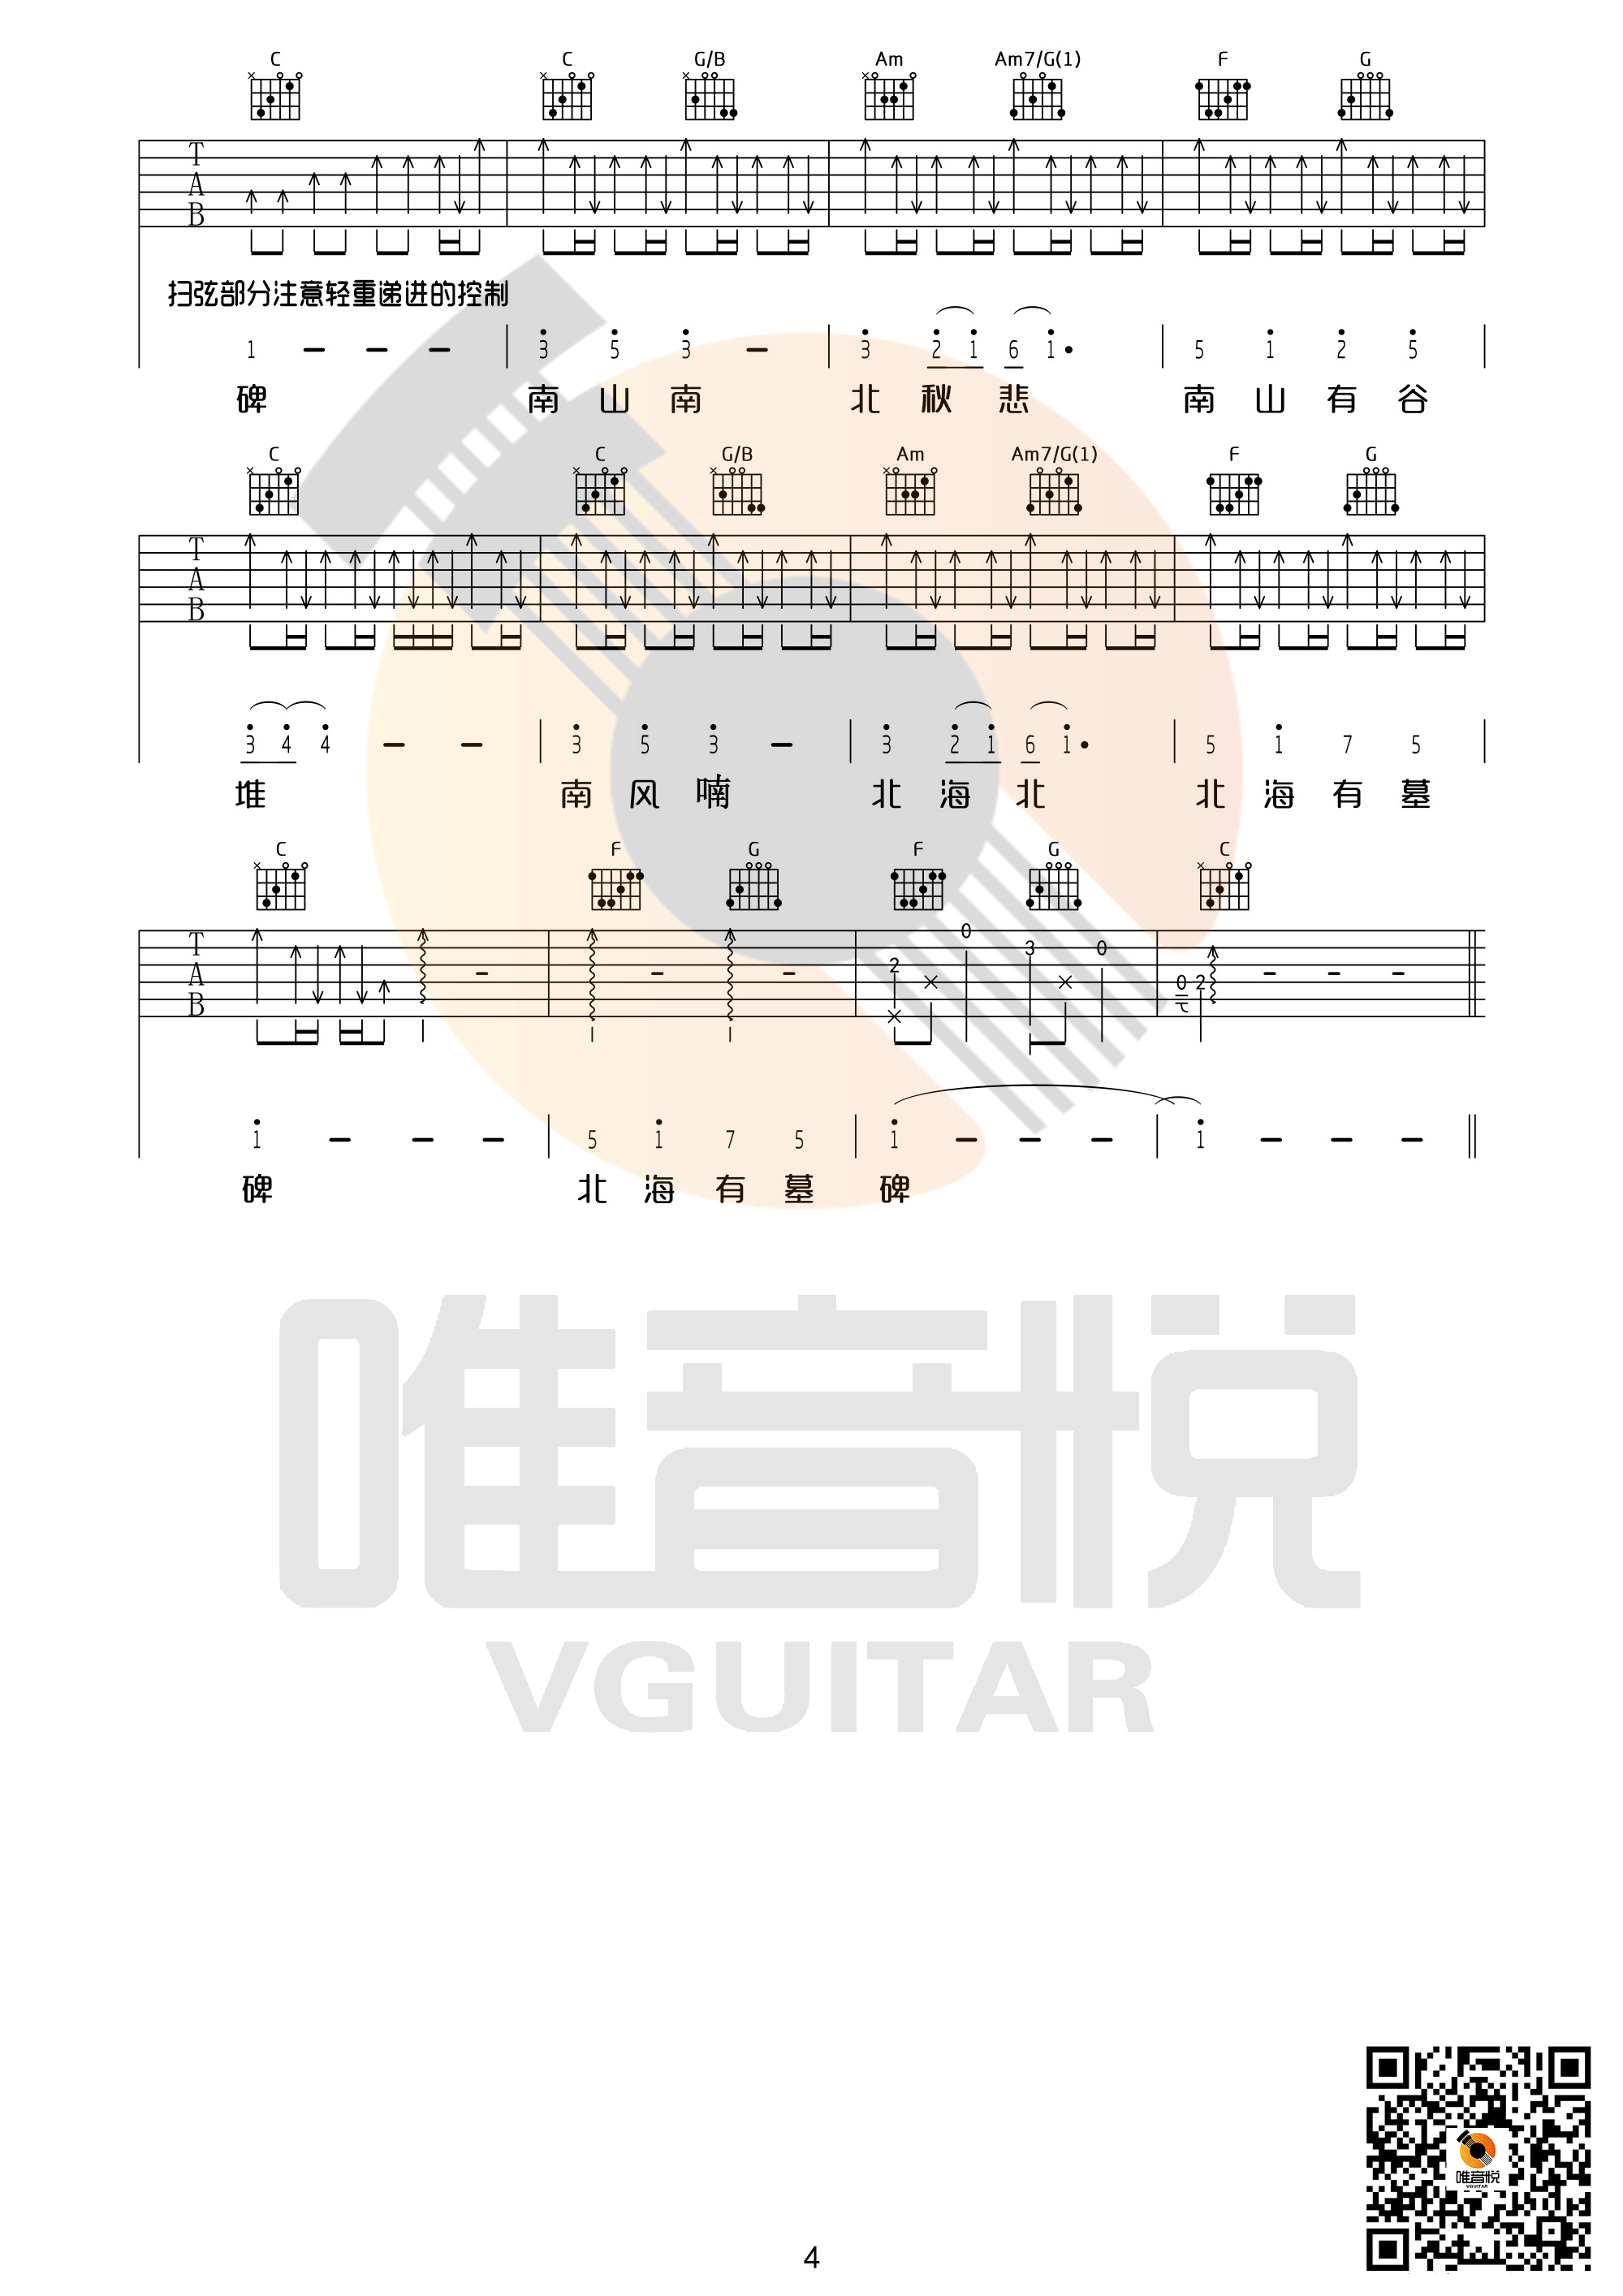 C C G/B Am Am7/G(1) F G
T
A
B
扫弦部分注意轻重递进的控制
1 - - - 3 5 3 - 3 2 1 6 1· 5 1 2 5
碑 南 山 南 北 秋 悲 南 山 有 谷
C C G/B Am Am7/G(1) F G
T
A
B
3 4 4 - - 3 5 3 - 3 2 1 6 1· 5 1 7 5
堆 南 风 喃 北 海 北 北 海 有 墓
C F G F G C
T
A
B
- - - 2 × × 0 3 × 0 0 2 - - -
1 - - - 5 1 7 5 1 - - - 1 - - -
碑 北 海 有 墓 碑
唯音悦
VGUITAR
唯音悦
VGUITAR
4